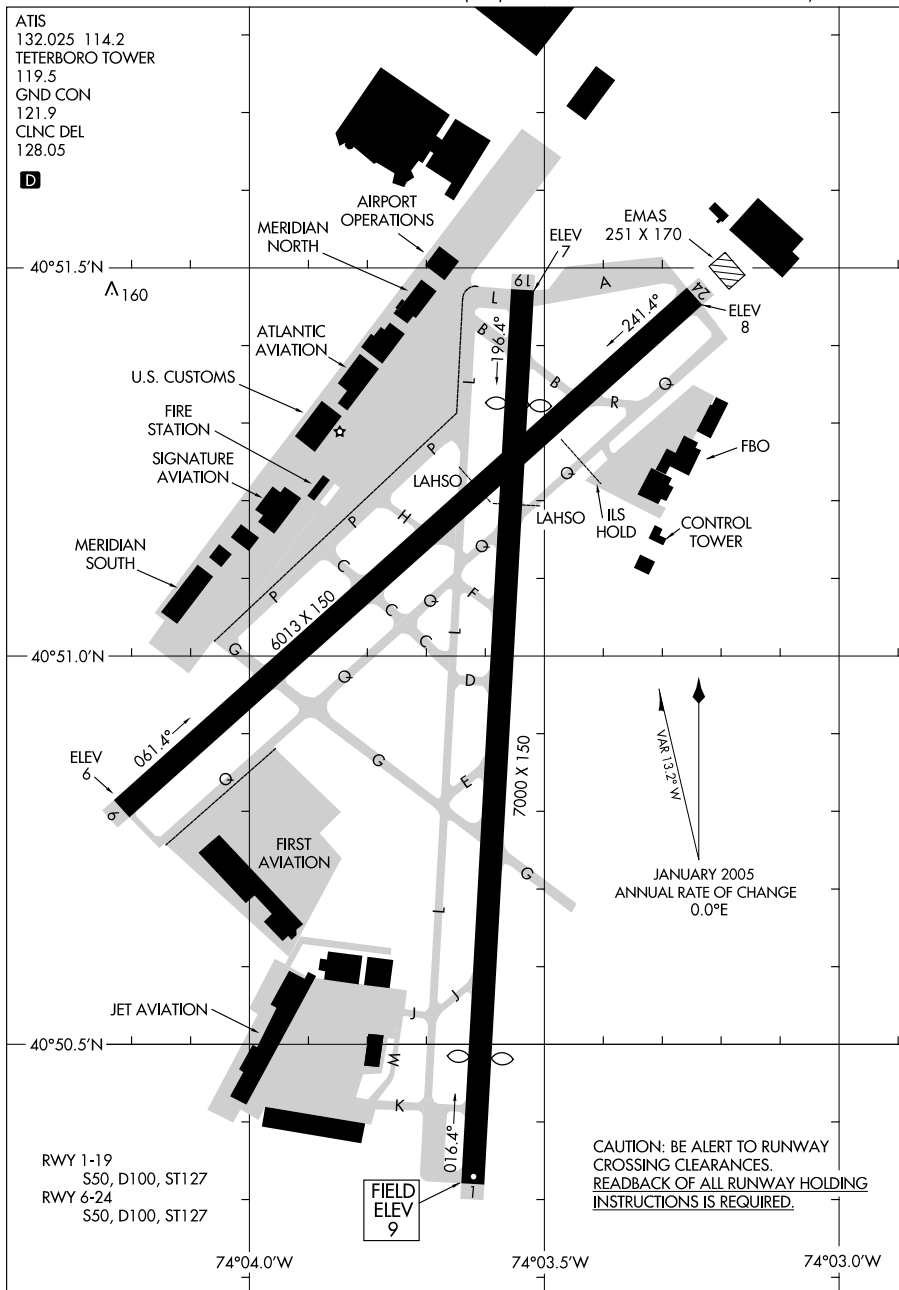 ATIS
132.025 114.2
TETERBORO TOWER
119.5
GND CON
121.9
CLNC DEL
128.05
D
AIRPORT
OPERATIONS
MERIDIAN
NORTH
EMAS
251 X 170
ELEV
7
40°51.5'N
160
19
L
A
24
ELEV
8
196.4°
241.4°
B
ATLANTIC
AVIATION
U.S. CUSTOMS
L
B
Q
R
FIRE
STATION
FBO
P
SIGNATURE
AVIATION
LAHSO
Q
LAHSO
ILS
HOLD
CONTROL
TOWER
P
H
MERIDIAN
SOUTH
Q
C
P
F
Q
C
6013 X 150
L
C
40°51.0'N
G
Q
D
VAR 13.2° W
061.4°
ELEV
6
G
7000 X 150
Q
E
6
FIRST
AVIATION
G
JANUARY 2005
ANNUAL RATE OF CHANGE
0.0°E
L
JET AVIATION
J
J
40°50.5'N
M
K
016.4°
RWY 1-19
S50, D100, ST127
RWY 6-24
S50, D100, ST127
FIELD
ELEV
9
1
CAUTION: BE ALERT TO RUNWAY
CROSSING CLEARANCES.
READBACK OF ALL RUNWAY HOLDING
INSTRUCTIONS IS REQUIRED.
74°04.0'W
74°03.5'W
74°03.0'W